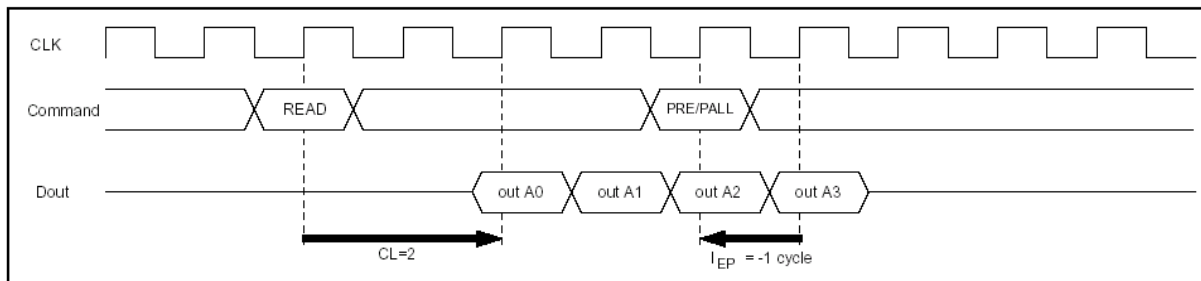 CLK
Command
READ
PRE/PALL
Dout
out A0
out A1
out A2
out A3
CL=2
lEP = -1 cycle